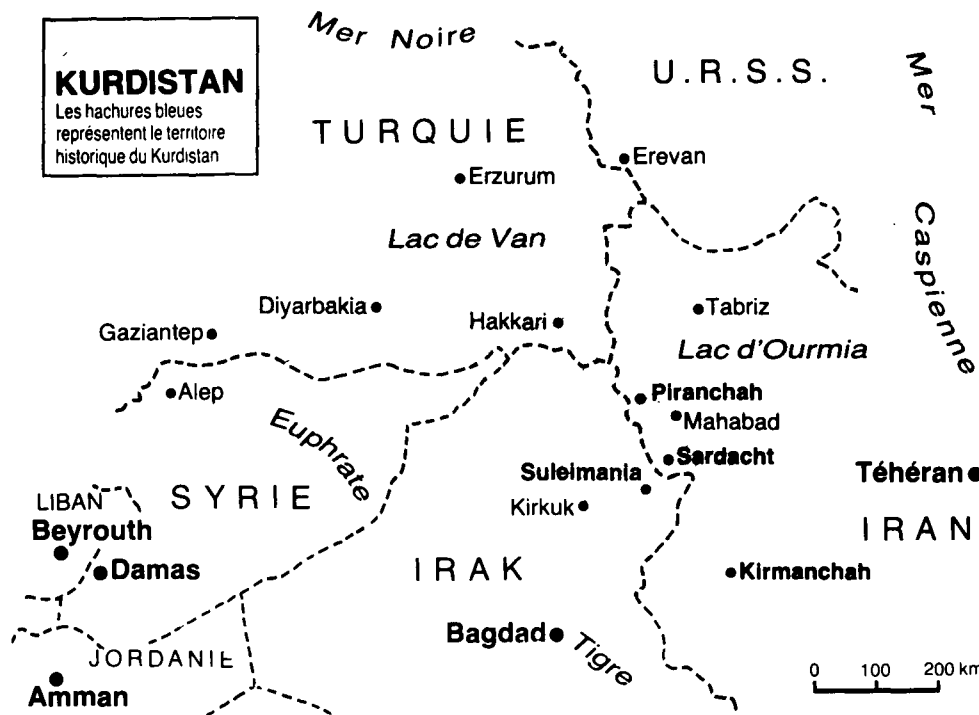 KURDISTAN
Les hachures bleues
représentent le territoire
historique du Kurdistan
Mer Noire
U.R.S.S.
Mer Caspienne
TURQUIE
Erevan
Erzurum
Lac de Van
Diyarbakia
Gaziantep
Hakkari
Tabriz
Lac d'Ourmia
Alep
Piranchah
Mahabad
Euphrate
Sardacht
Suleimania
Téhéran
Kirkuk
LIBAN
SYRIE
Beyrouth
IRAN
Damas
IRAK
Kirmanchah
Bagdad
Tigre
JORDANIE
Amman
0 100 200 km